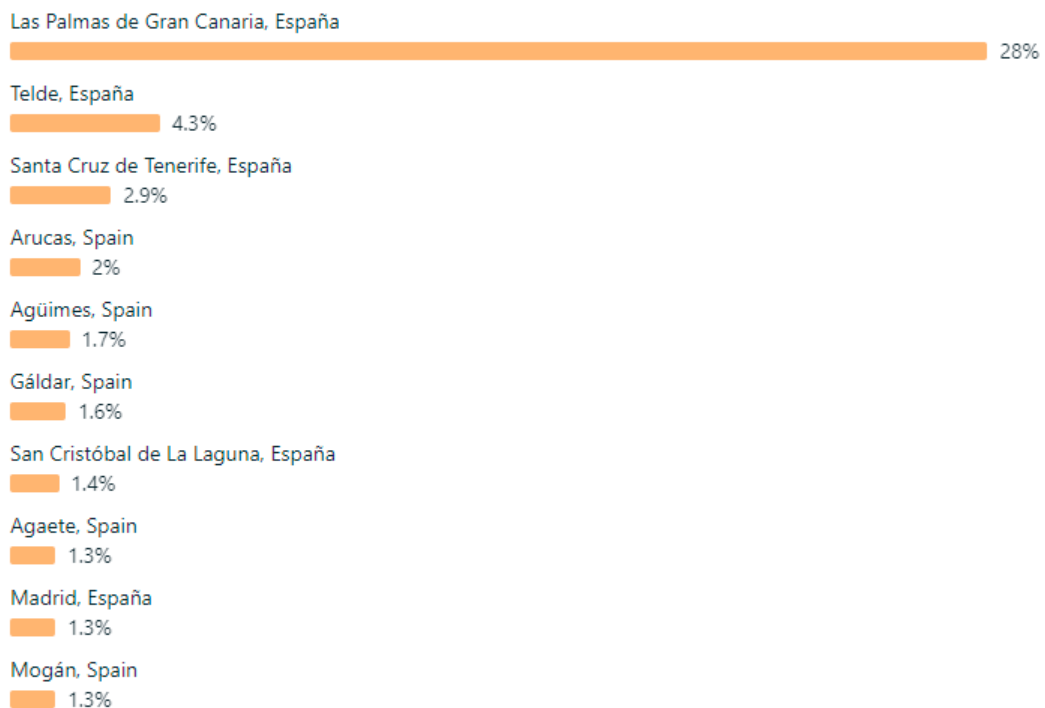 Las Palmas de Gran Canaria, España
28%
Telde, España
4.3%
Santa Cruz de Tenerife, España
2.9%
Arucas, Spain
2%
Agüimes, Spain
1.7%
Gáldar, Spain
1.6%
San Cristóbal de La Laguna, España
1.4%
Agaete, Spain
1.3%
Madrid, España
1.3%
Mogán, Spain
1.3%